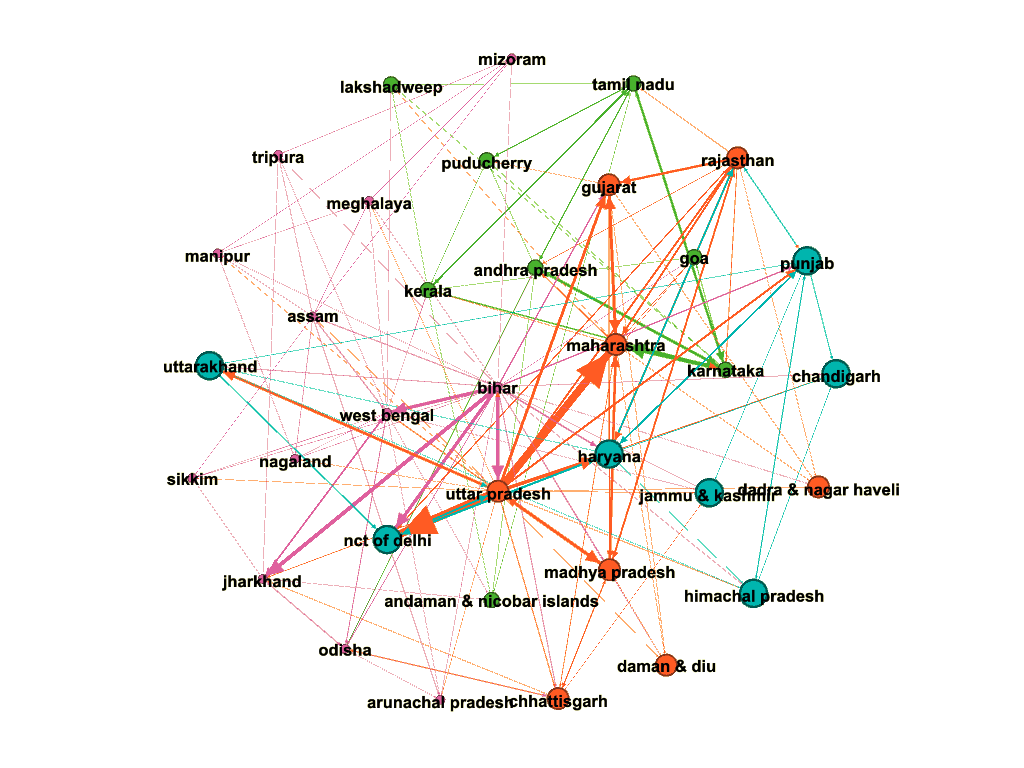 mizoram
lakshadweep
tamil nadu
tripura
puducherry
rajasthan
gujarat
meghalaya
manipur
andhra pradesh
goa
punjab
kerala
assam
maharashtra
uttarakhand
karnataka
chandigarh
bihar
west bengal
haryana
nagaland
sikkim
uttar pradesh
jammu & kashmir
dadra & nagar haveli
nct of delhi
jharkhand
madhya pradesh
andaman & nicobar islands
himachal pradesh
odisha
daman & diu
arunachal pradesh
chhattisgarh